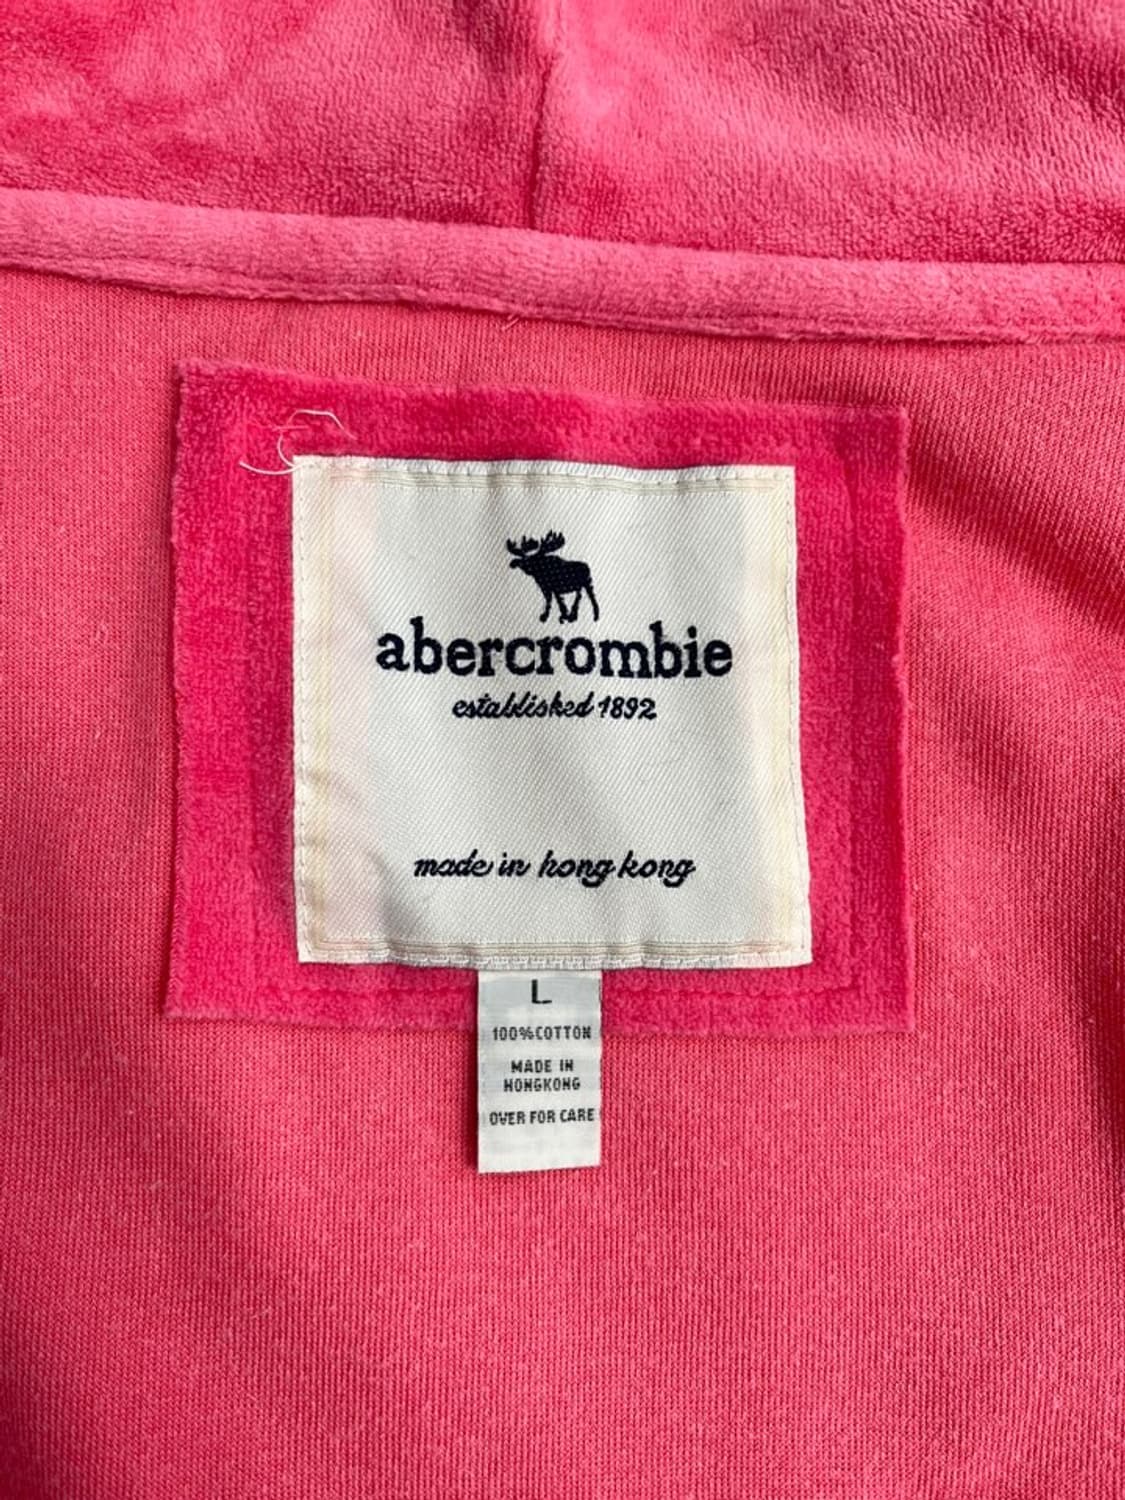 abercrombie
established 1892
made in hong kong
L
100%COTTON
MADE IN
HONGKONG
OVER FOR CARE